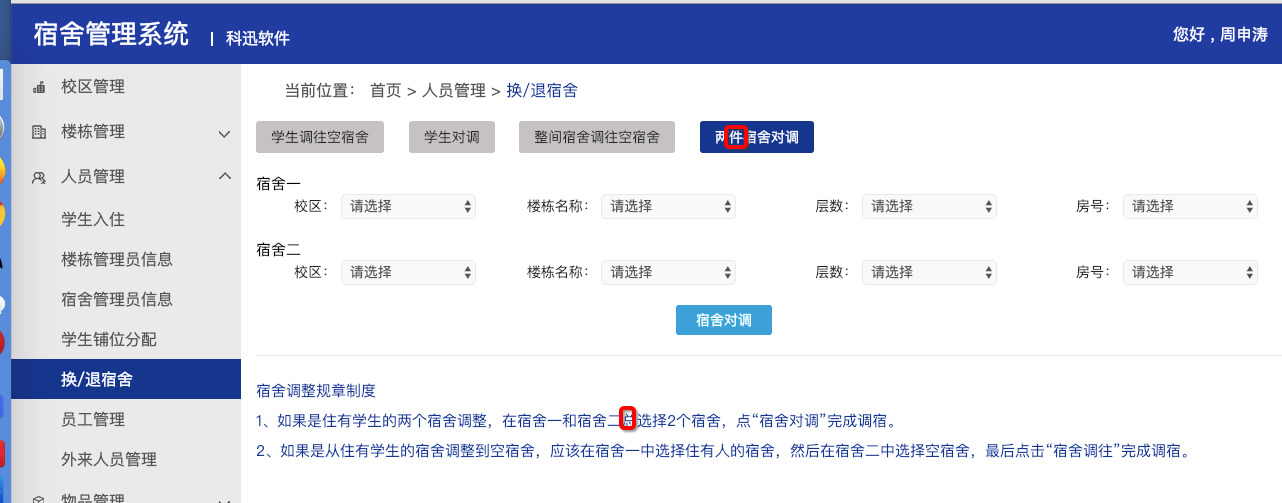 宿舍管理系统 | 科迅软件
您好，周申涛
校区管理
楼栋管理
人员管理
学生入住
楼栋管理员信息
宿舍管理员信息
学生铺位分配
换/退宿舍
员工管理
外来人员管理
物品管理
当前位置： 首页 > 人员管理 > 换/退宿舍
学生调往空宿舍 学生对调 整间宿舍调往空宿舍 两件宿舍对调
宿舍一
校区： 请选择 楼栋名称： 请选择 层数： 请选择 房号： 请选择
宿舍二
校区： 请选择 楼栋名称： 请选择 层数： 请选择 房号： 请选择
宿舍对调
宿舍调整规章制度
1、如果是住有学生的两个宿舍调整，在宿舍一和宿舍二选择2个宿舍，点“宿舍对调”完成调宿。
2、如果是从住有学生的宿舍调整到空宿舍，应该在宿舍一中选择住有人的宿舍，然后在宿舍二中选择空宿舍，最后点击“宿舍调往”完成调宿。